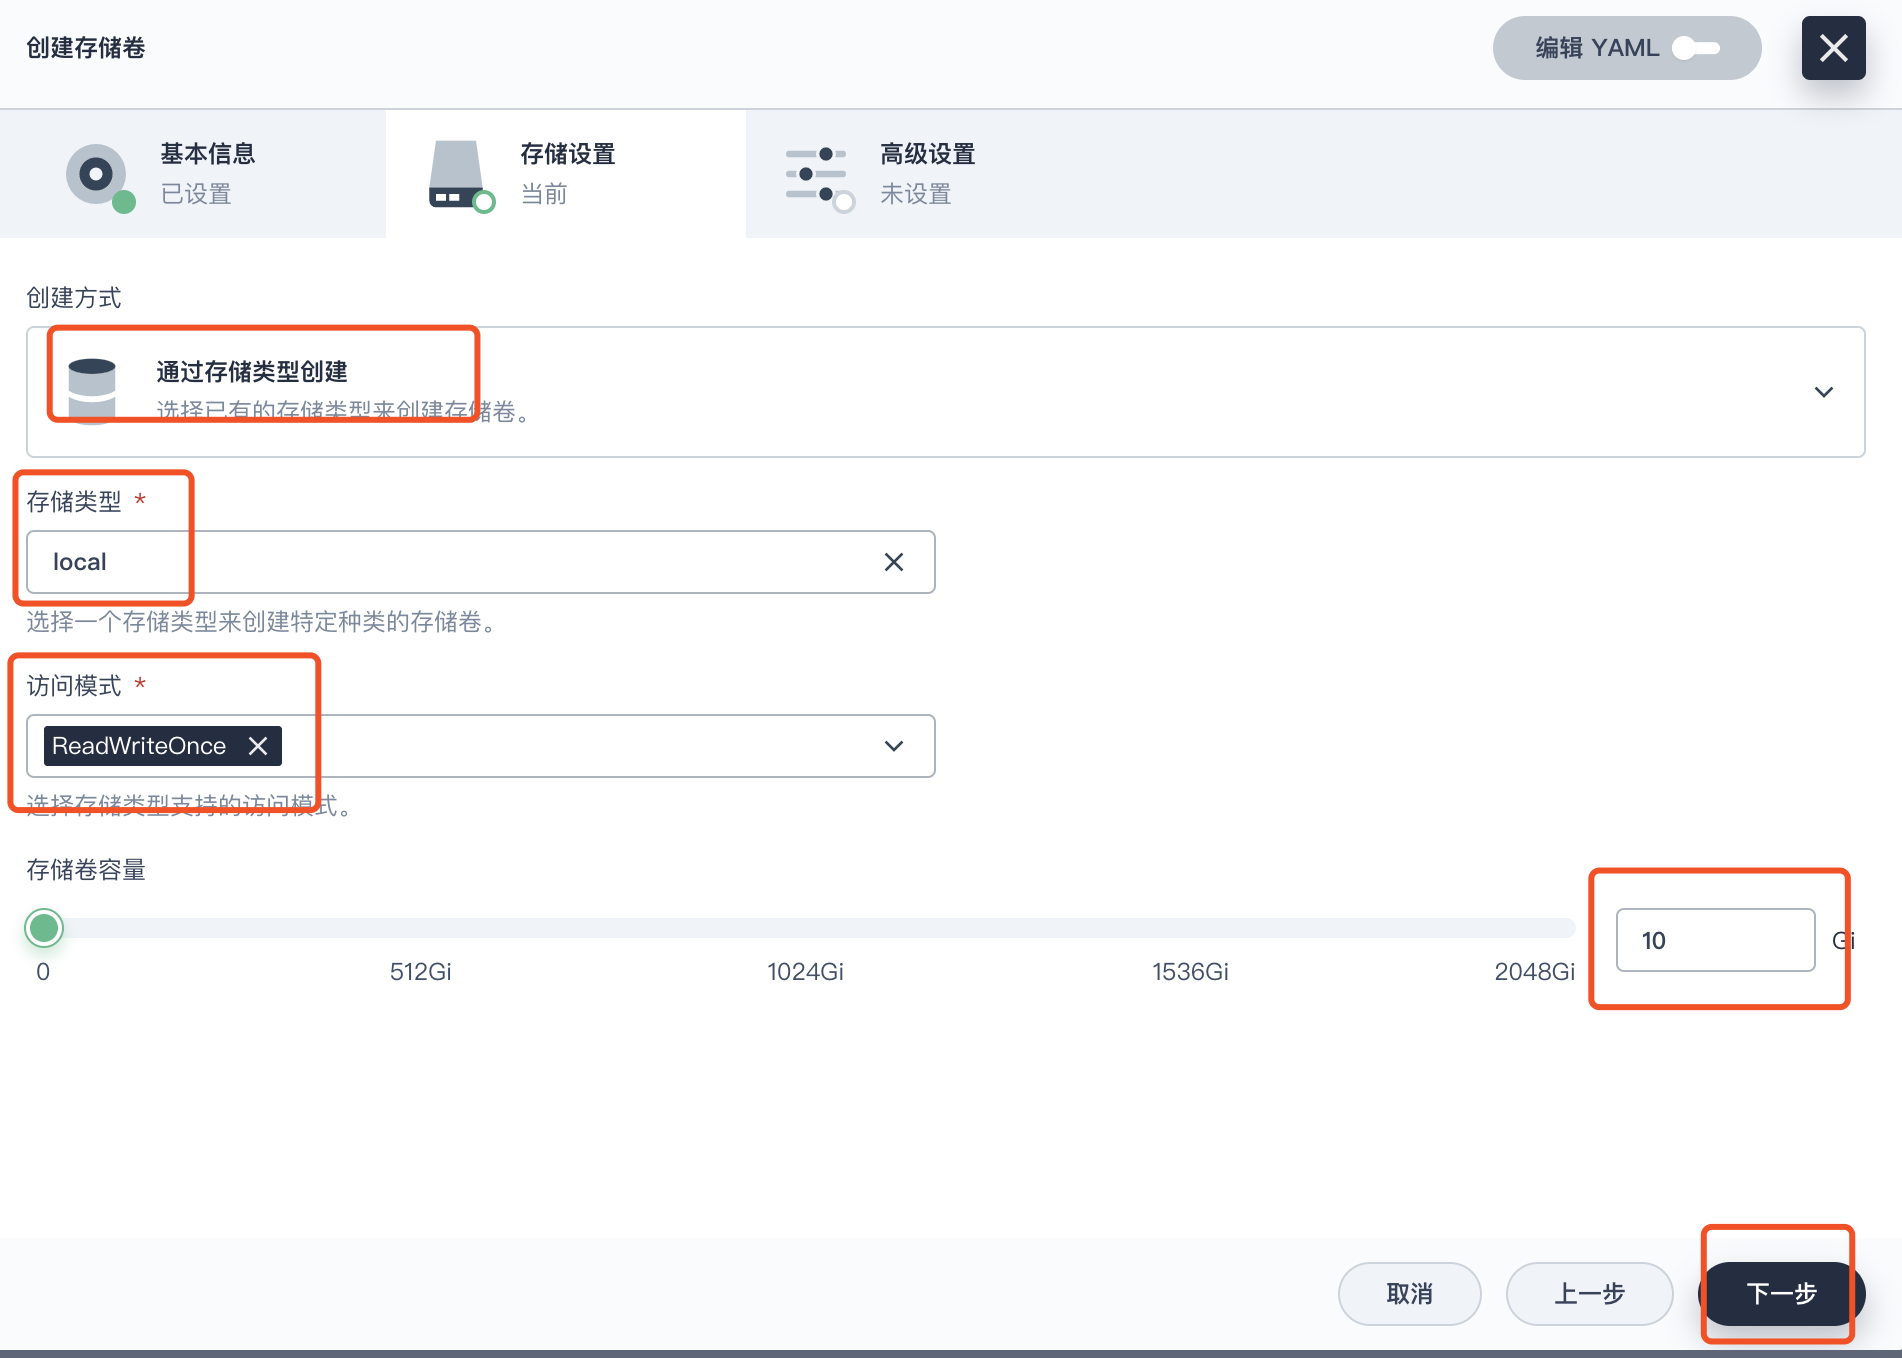 创建存储卷
编辑 YAML
基本信息
已设置
存储设置
当前
高级设置
未设置
创建方式
通过存储类型创建
选择已有的存储类型来创建存储卷。
存储类型 *
local
选择一个存储类型来创建特定种类的存储卷。
访问模式 *
ReadWriteOnce
选择存储类型支持的访问模式。
存储卷容量
0
512Gi
1024Gi
1536Gi
2048Gi
10
Gi
取消
上一步
下一步